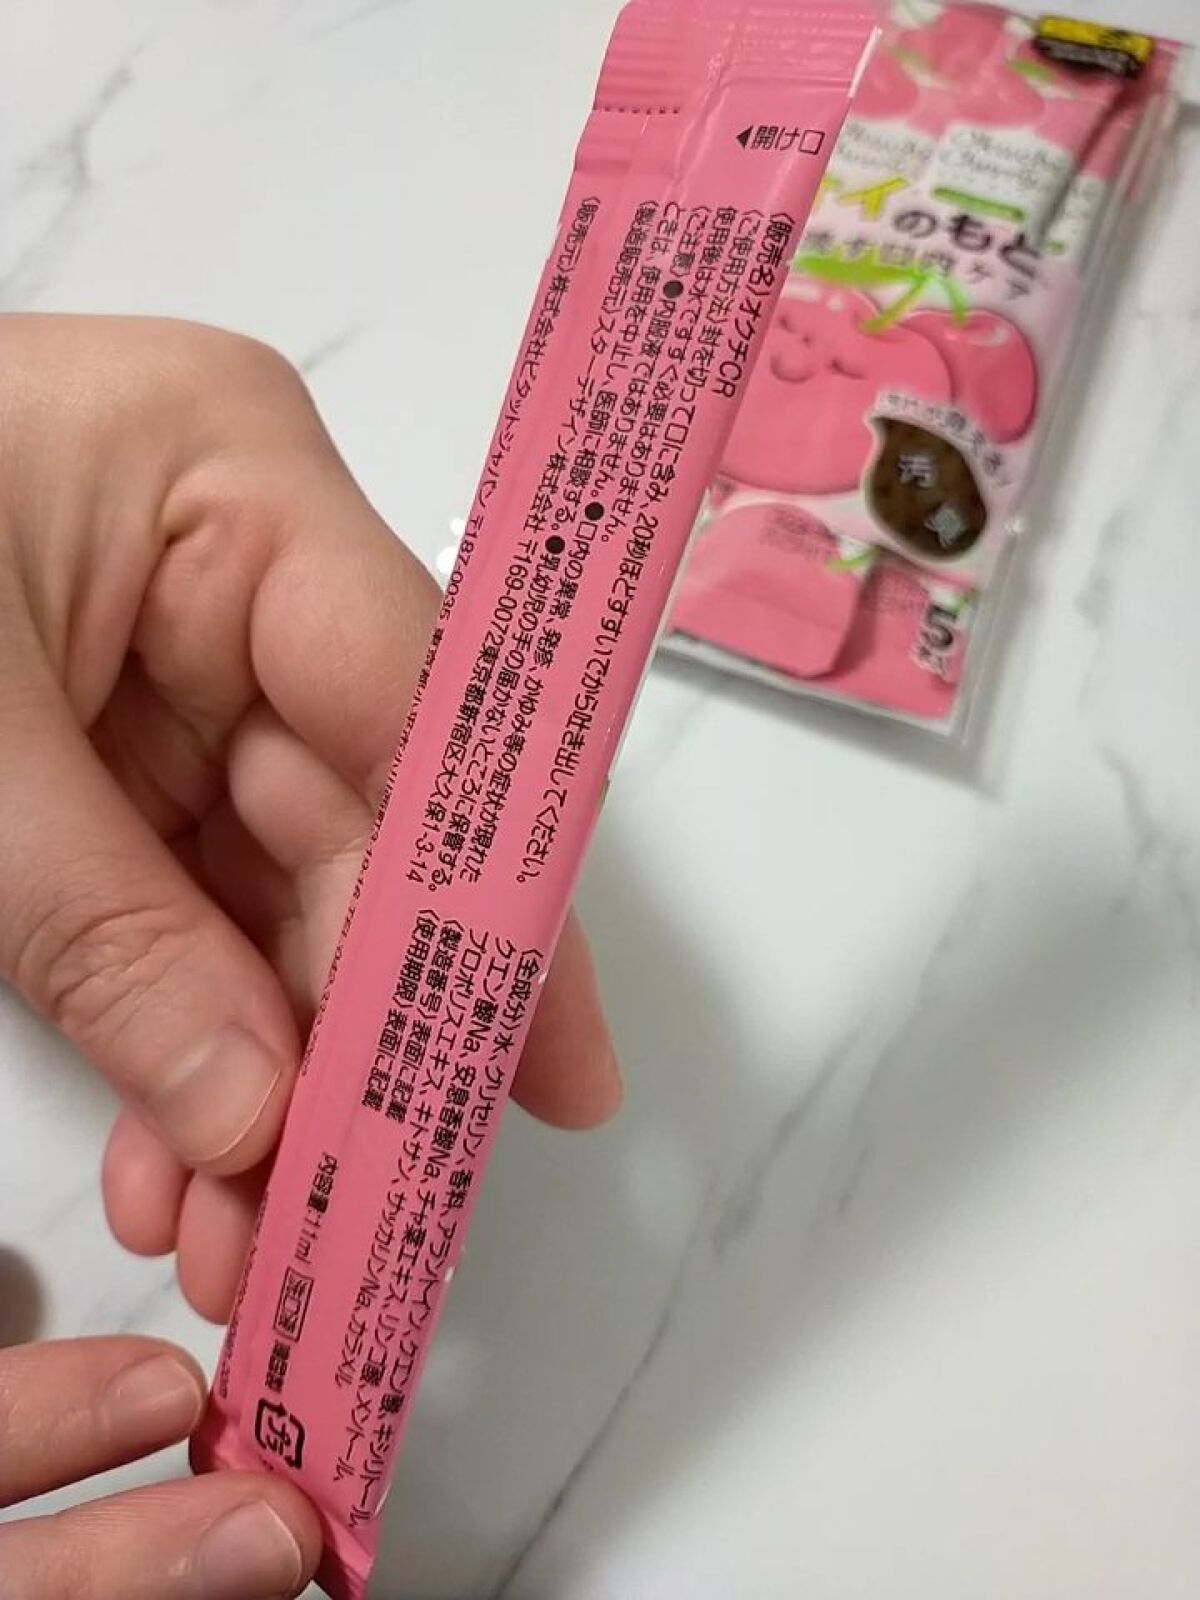 ◀開け口
〈販売名〉オクチCR
〈ご使用方法〉封を切って口に含み、20秒ほどすすいでから吐き出してください。
使用後は水ですすぐ必要はありません。
〈ご注意〉●内服液ではありません。●口内の異常、発疹、かゆみ等の症状が現れた
ときは、使用を中止し、医師に相談する。●乳幼児の手の届かないところに保管する。
〈製造販売元〉スターデザイン株式会社 〒169-0072東京都新宿区大久保1-3-14
〈販売元〉株式会社ビタットジャパン 〒187-0035
〈全成分〉水、グリセリン、香料、アラントイン、クエン酸、キシリトール、
クエン酸Na、安息香酸Na、チャ葉エキス、リンゴ酸、メントール、
プロポリスエキス、キトサン、サッカリンNa、カラメル
〈製造番号〉表面に記載
〈使用期限〉表面に記載
内容量:11ml
洗口液
のもと
5